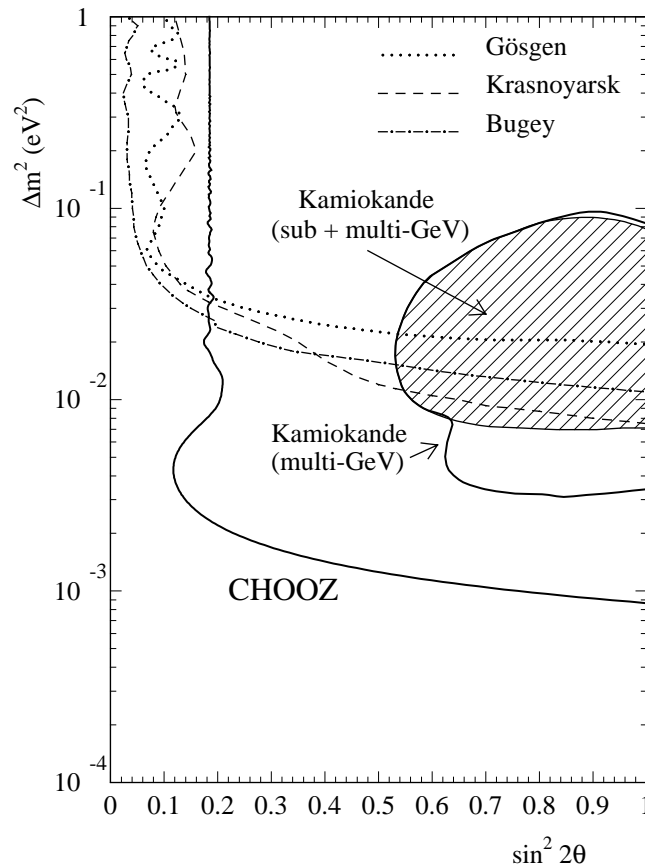 1
Gösgen
Krasnoyarsk
Bugey
Δm² (eV²)
10⁻¹
Kamiokande
(sub + multi-GeV)
10⁻²
Kamiokande
(multi-GeV)
10⁻³
CHOOZ
10⁻⁴
0 0.1 0.2 0.3 0.4 0.5 0.6 0.7 0.8 0.9 1
sin² 2θ